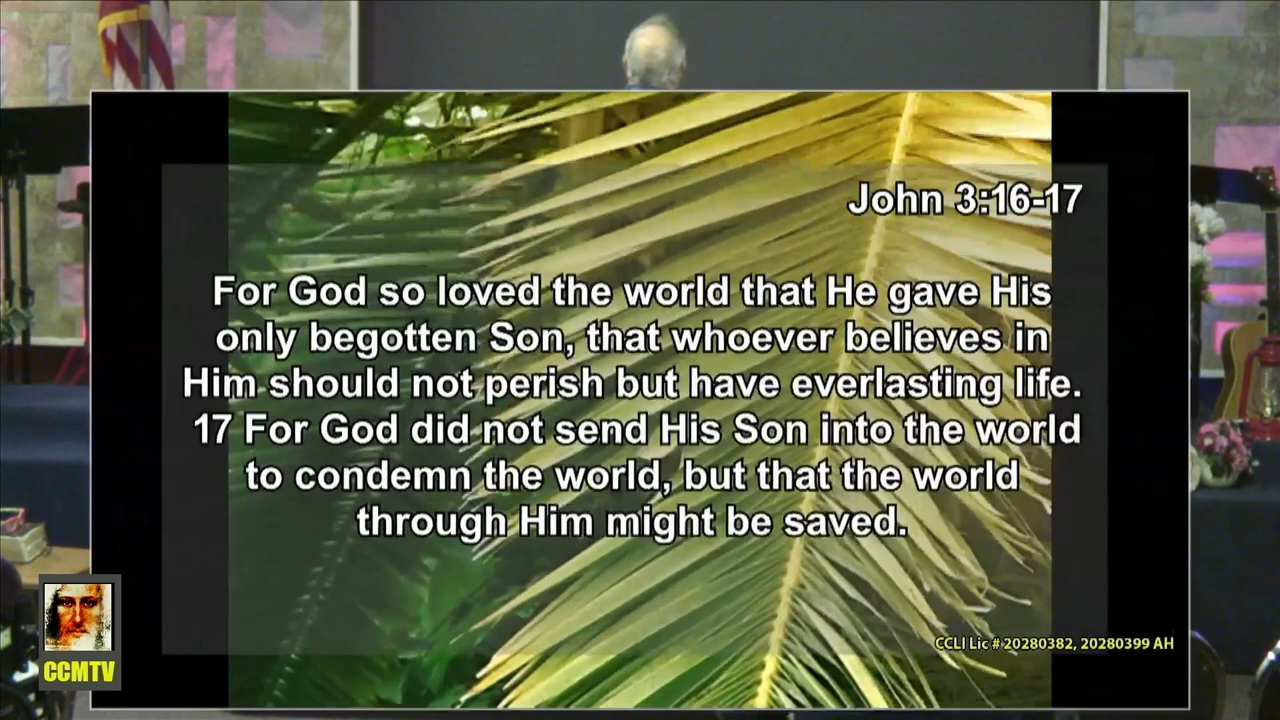 John 3:16-17
For God so loved the world that He gave His
only begotten Son, that whoever believes in
Him should not perish but have everlasting life.
17 For God did not send His Son into the world
to condemn the world, but that the world
through Him might be saved.
CCLI Lic # 20280382, 20280399 AH
CCMTV